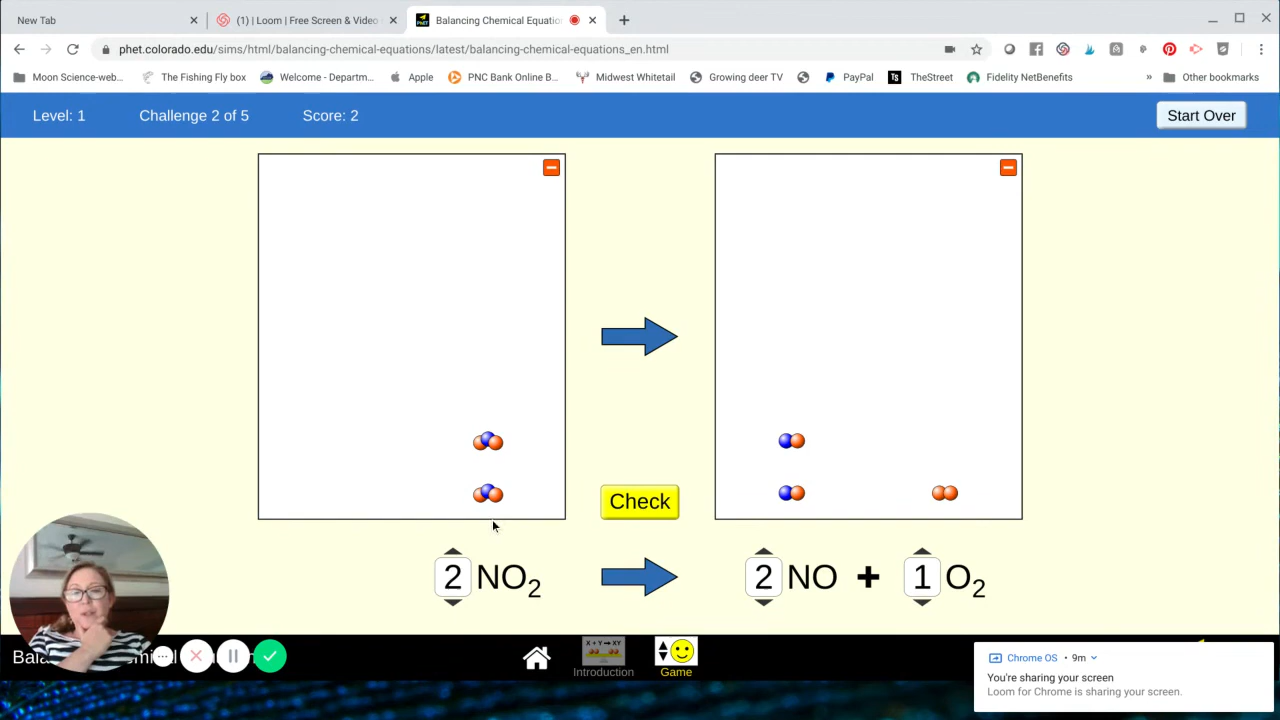 New Tab
(1) | Loom | Free Screen & Video
Balancing Chemical Equatio
phet.colorado.edu/sims/html/balancing-chemical-equations/latest/balancing-chemical-equations_en.html
Moon Science-web... The Fishing Fly box Welcome - Departm... Apple PNC Bank Online B... Midwest Whitetail Growing deer TV PayPal TS TheStreet Fidelity NetBenefits » Other bookmarks
Level: 1 Challenge 2 of 5 Score: 2 Start Over
Check
2 NO2 2 NO + 1 O2
X + Y → XY
Introduction
Game
Chrome OS • 9m
You're sharing your screen
Loom for Chrome is sharing your screen.